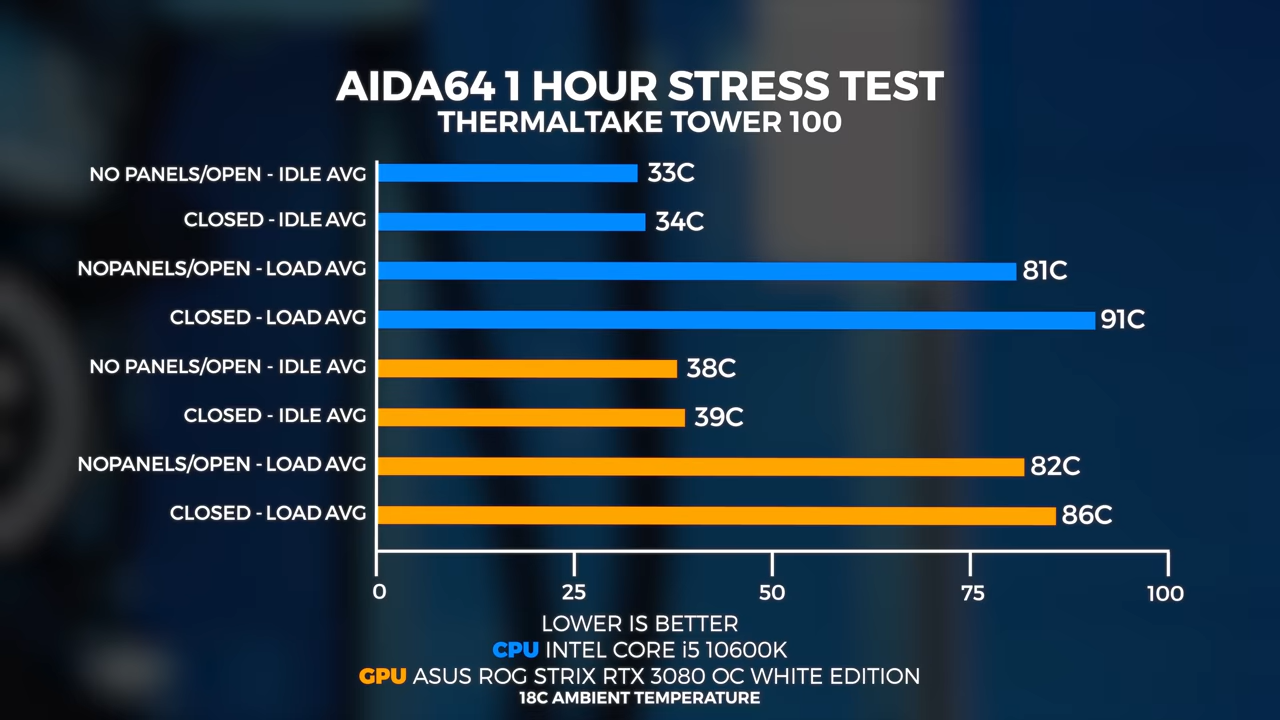 AIDA64 1 HOUR STRESS TEST
THERMALTAKE TOWER 100
NO PANELS/OPEN - IDLE AVG 33C
CLOSED - IDLE AVG 34C
NOPANELS/OPEN - LOAD AVG 81C
CLOSED - LOAD AVG 91C
NO PANELS/OPEN - IDLE AVG 38C
CLOSED - IDLE AVG 39C
NOPANELS/OPEN - LOAD AVG 82C
CLOSED - LOAD AVG 86C
0 25 50 75 100
LOWER IS BETTER
CPU INTEL CORE i5 10600K
GPU ASUS ROG STRIX RTX 3080 OC WHITE EDITION
18C AMBIENT TEMPERATURE